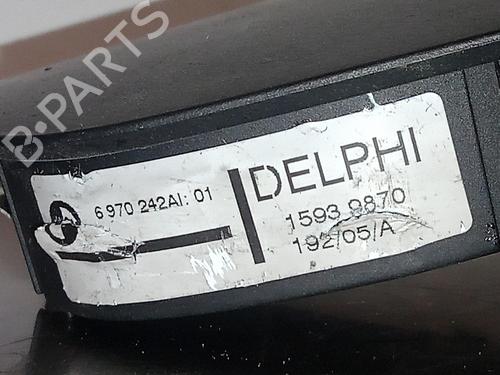 B-PARTS
6 970 242AI: 01
DELPHI
1593 9870
192/05/A